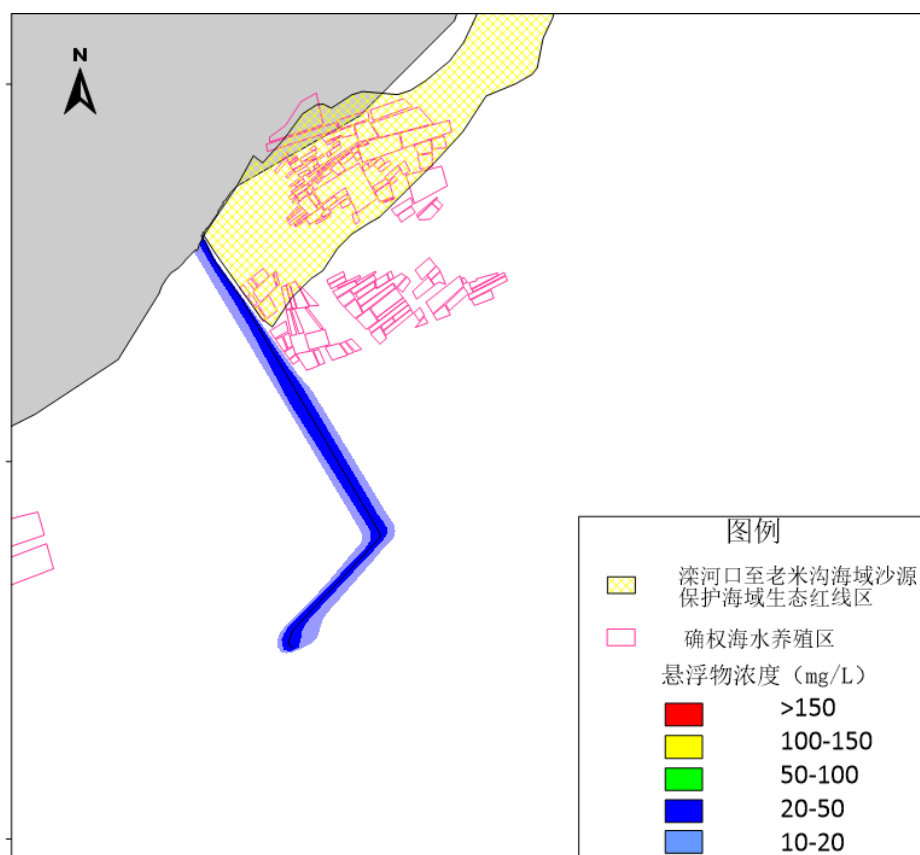 N
图例
滦河口至老米沟海域沙源
保护海域生态红线区
确权海水养殖区
悬浮物浓度（mg/L）
>150
100-150
50-100
20-50
10-20